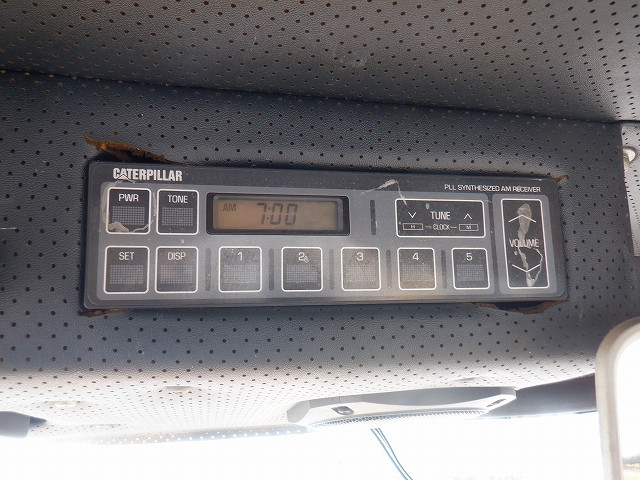 CATERPILLAR
PLL SYNTHESIZED AM RECEIVER
PWR TONE
AM 7:00
TUNE
H CLOCK M
VOLUME
SET DISP 1 2 3 4 5